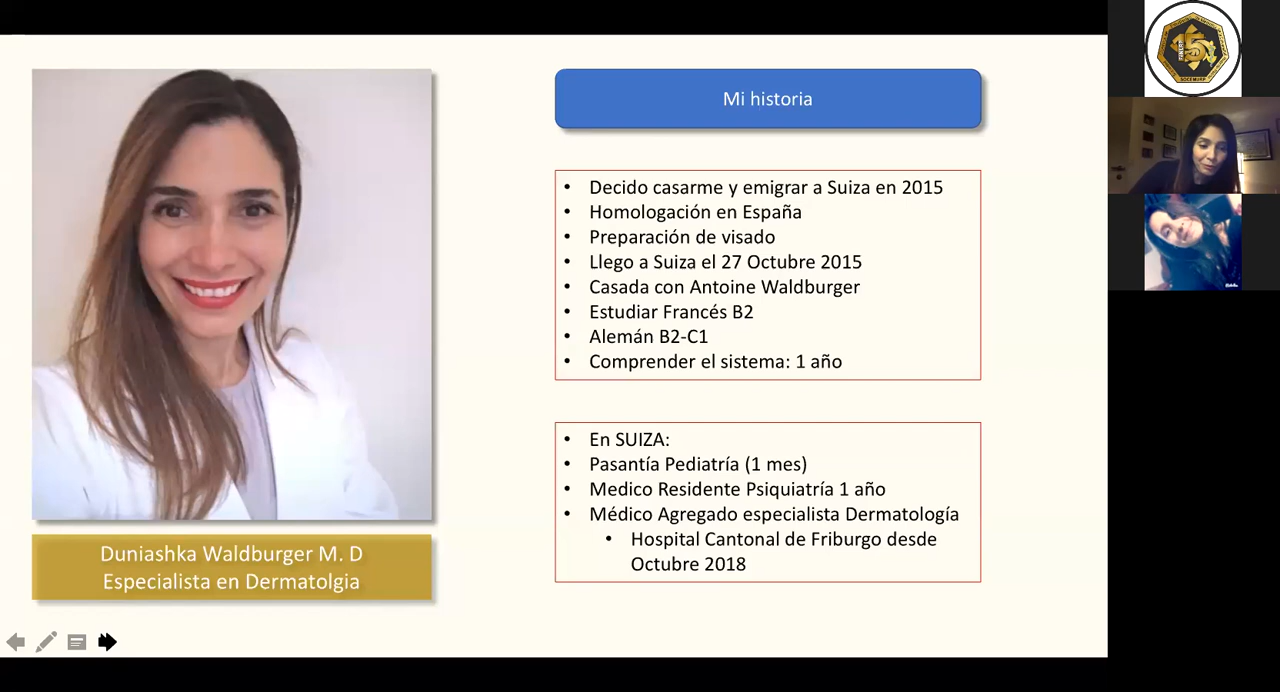 Mi historia
• Decido casarme y emigrar a Suiza en 2015
• Homologación en España
• Preparación de visado
• Llego a Suiza el 27 Octubre 2015
• Casada con Antoine Waldburger
• Estudiar Francés B2
• Alemán B2-C1
• Comprender el sistema: 1 año
• En SUIZA:
• Pasantía Pediatría (1 mes)
• Medico Residente Psiquiatría 1 año
• Médico Agregado especialista Dermatología
• Hospital Cantonal de Friburgo desde
Octubre 2018
Duniashka Waldburger M. D
Especialista en Dermatolgia
15
SOCEMURP